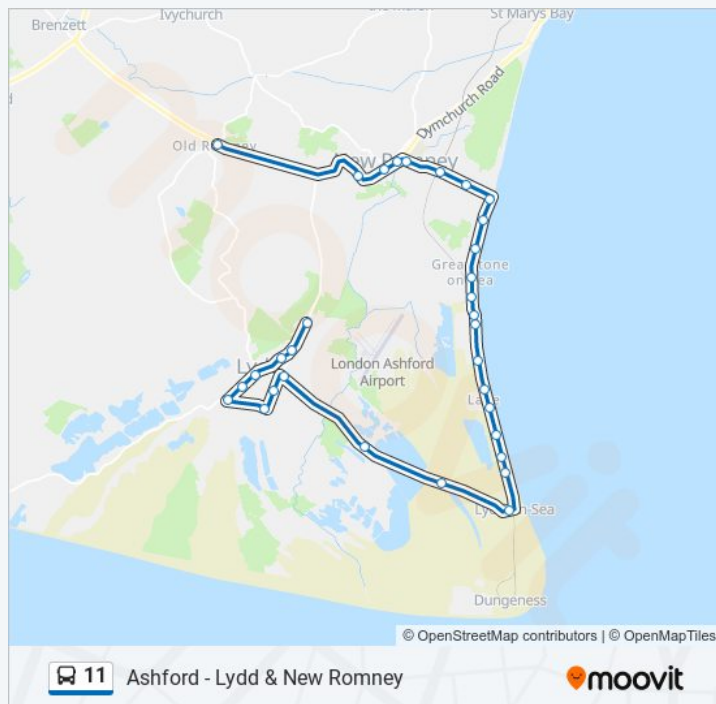 Ivychurch
St Marys Bay
Brenzett
Dymchurch Road
Old Romney
New Romney
Greatstone
on Sea
London Ashford
Airport
Lydd
Lade
Lydd on-Sea
Dungeness
© OpenStreetMap contributors | © OpenMapTiles
11 Ashford - Lydd & New Romney
moovit